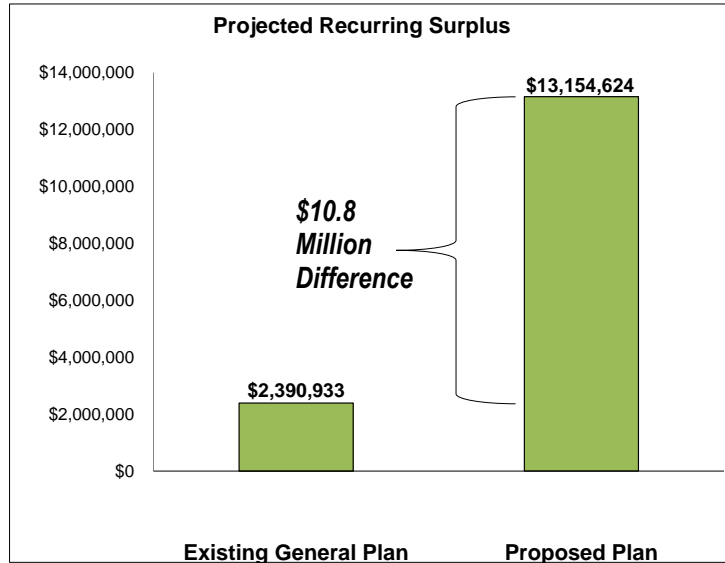 Projected Recurring Surplus
$14,000,000
$12,000,000
$10,000,000
$8,000,000
$6,000,000
$4,000,000
$2,000,000
$0
$13,154,624
$10.8
Million
Difference
$2,390,933
Existing General Plan
Proposed Plan